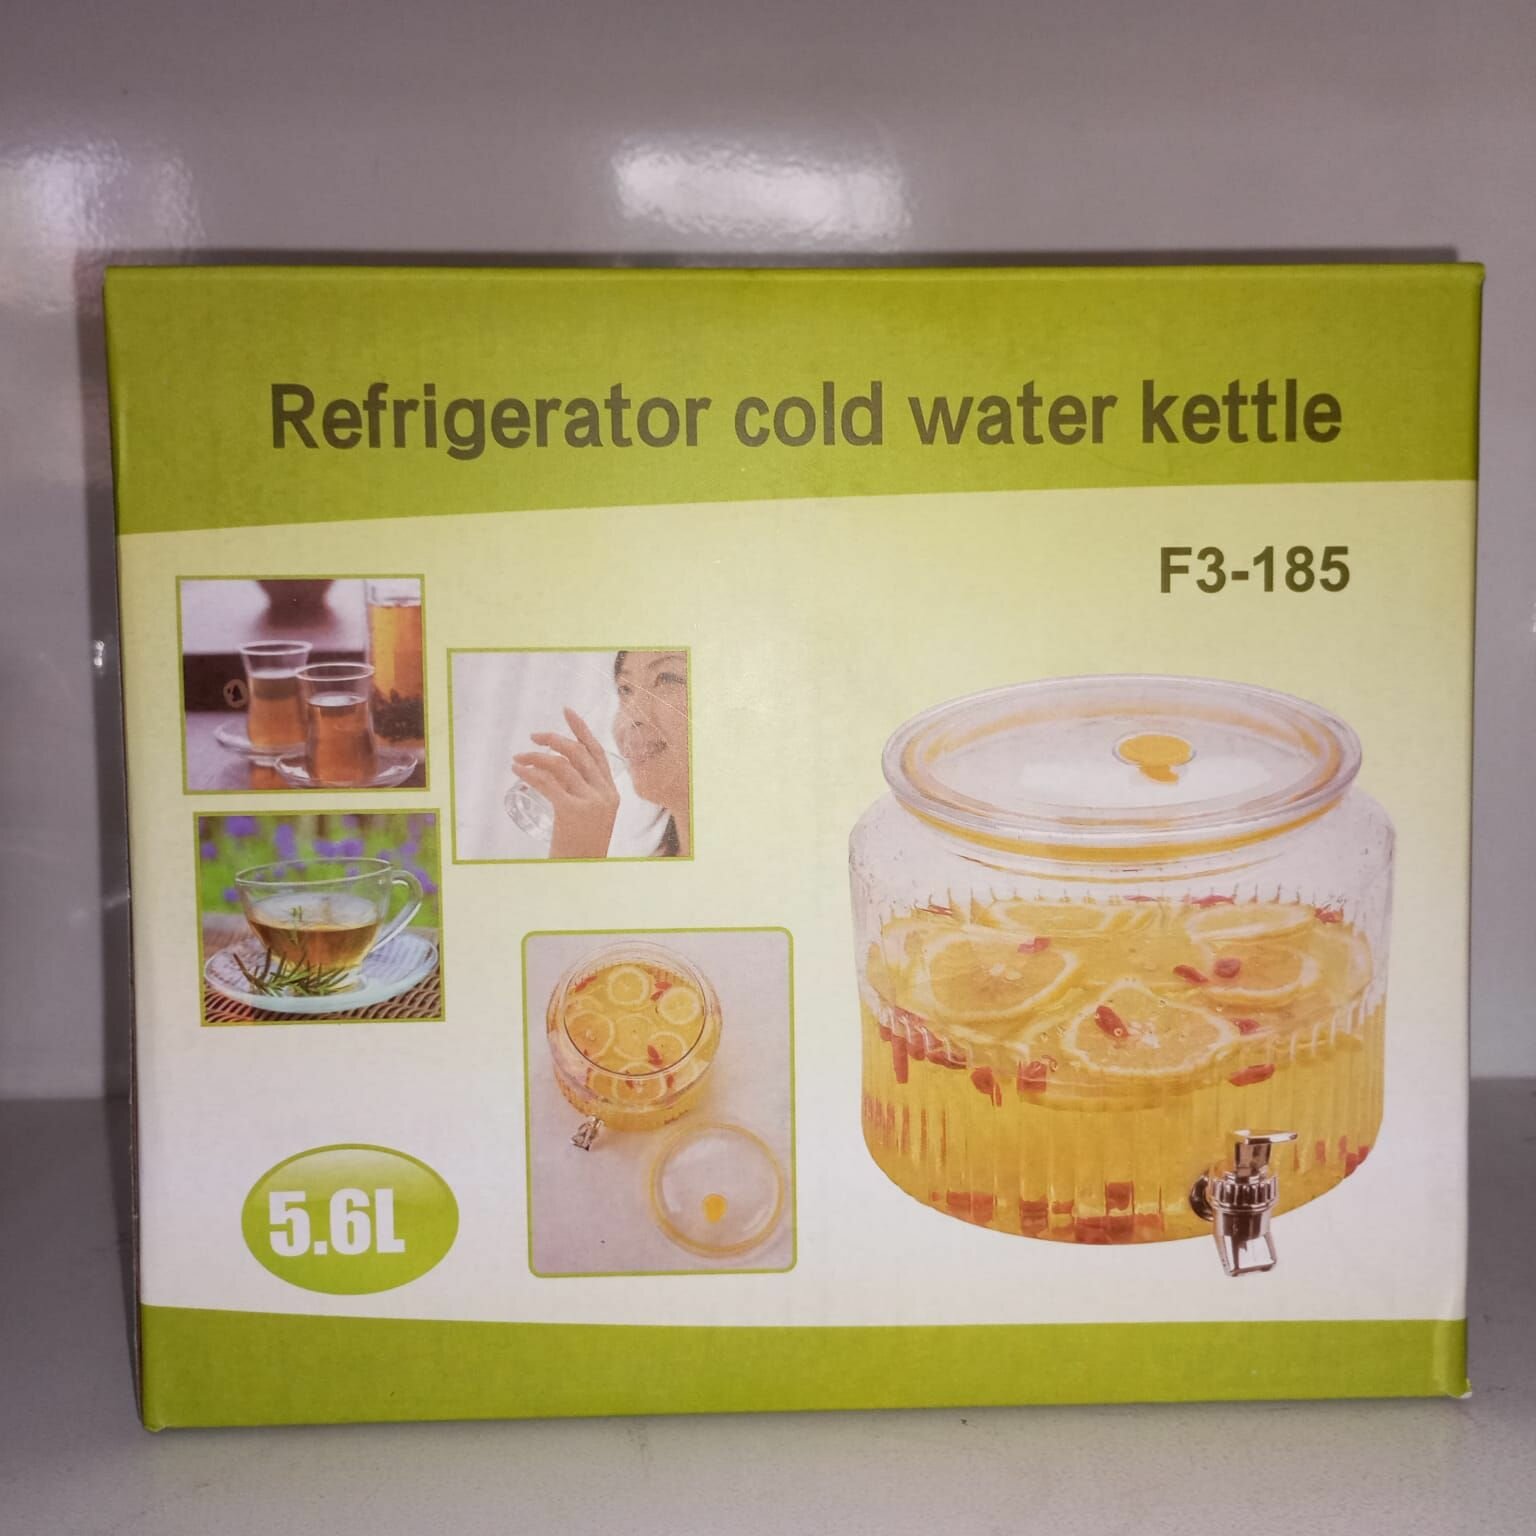 Refrigerator cold water kettle
F3-185
5.6L